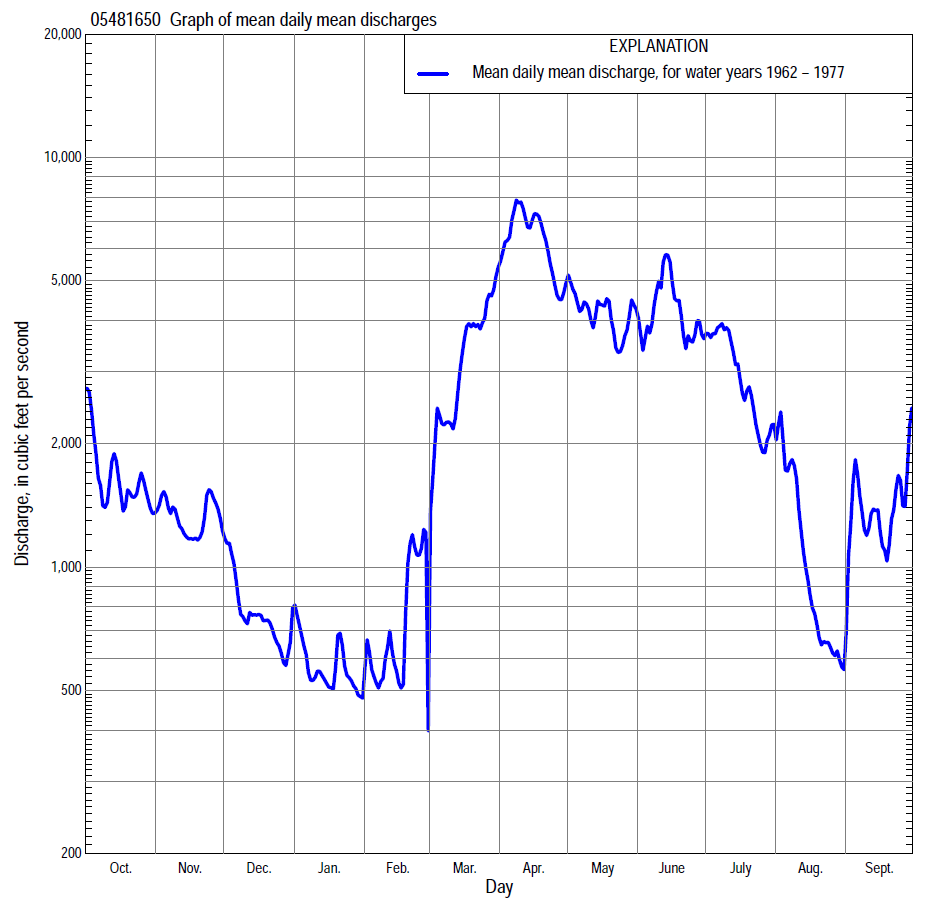 05481650 Graph of mean daily mean discharges
EXPLANATION
Mean daily mean discharge, for water years 1962 – 1977
20,000
10,000
5,000
2,000
1,000
500
200
Discharge, in cubic feet per second
Oct. Nov. Dec. Jan. Feb. Mar. Apr. May June July Aug. Sept.
Day